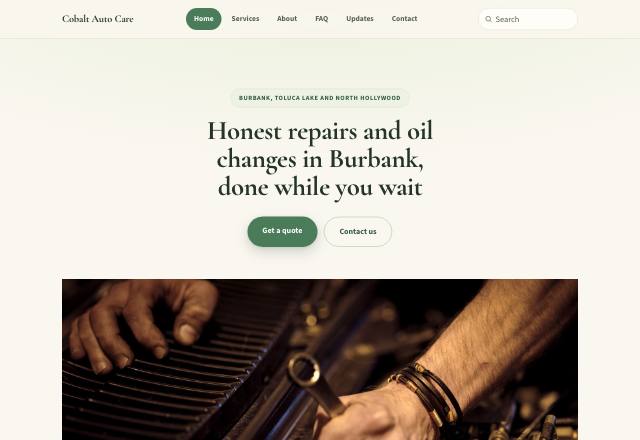 Cobalt Auto Care
Home
Services
About
FAQ
Updates
Contact
Search
BURBANK, TOLUCA LAKE AND NORTH HOLLYWOOD
Honest repairs and oil
changes in Burbank,
done while you wait
Get a quote
Contact us